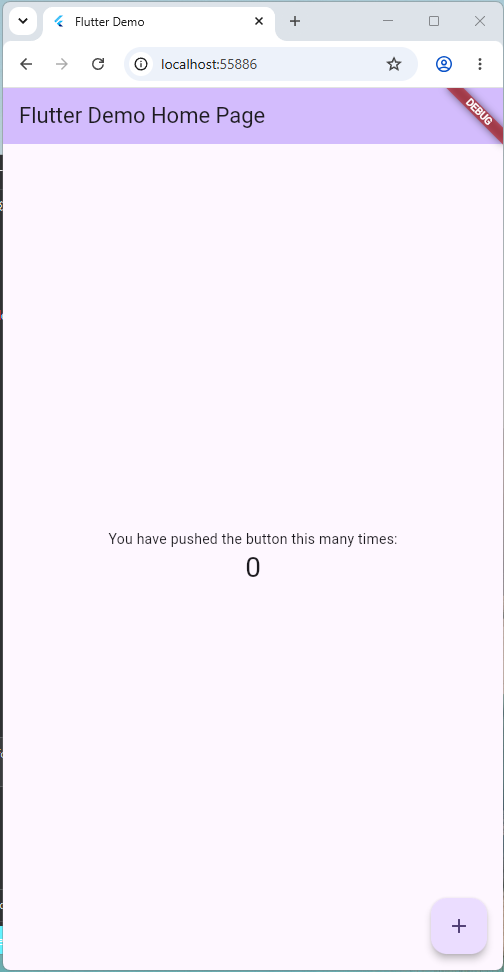 Flutter Demo
localhost:55886
Flutter Demo Home Page
DEBUG
You have pushed the button this many times:
0